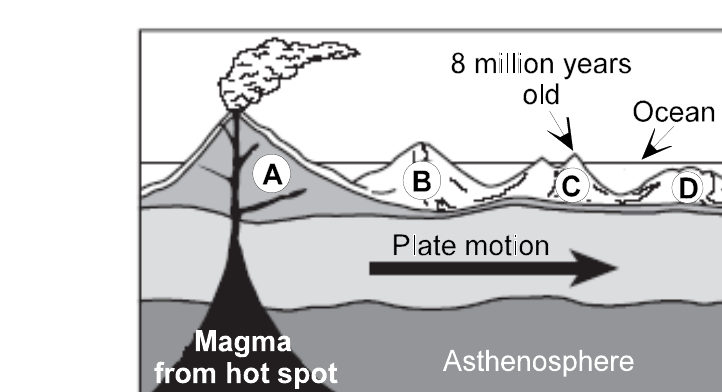 8 million years
old
Ocean
A
B
C
D
Plate motion
Magma
from hot spot
Asthenosphere